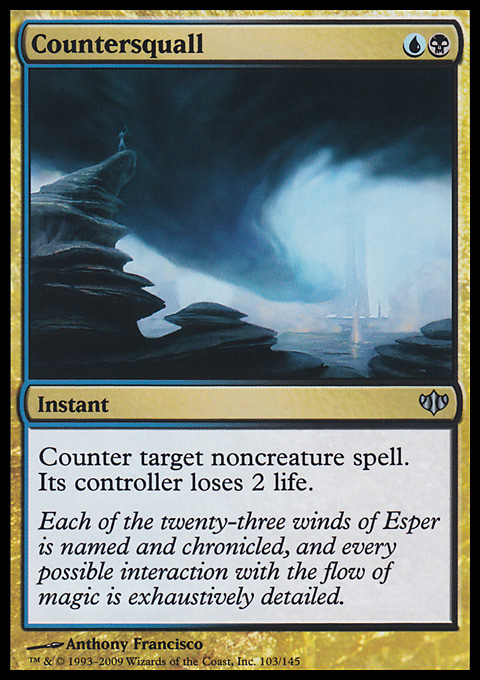 Countersquall
Instant
Counter target noncreature spell.
Its controller loses 2 life.
Each of the twenty-three winds of Esper
is named and chronicled, and every
possible interaction with the flow of
magic is exhaustively detailed.
Anthony Francisco
™ & © 1993–2009 Wizards of the Coast, Inc. 103/145